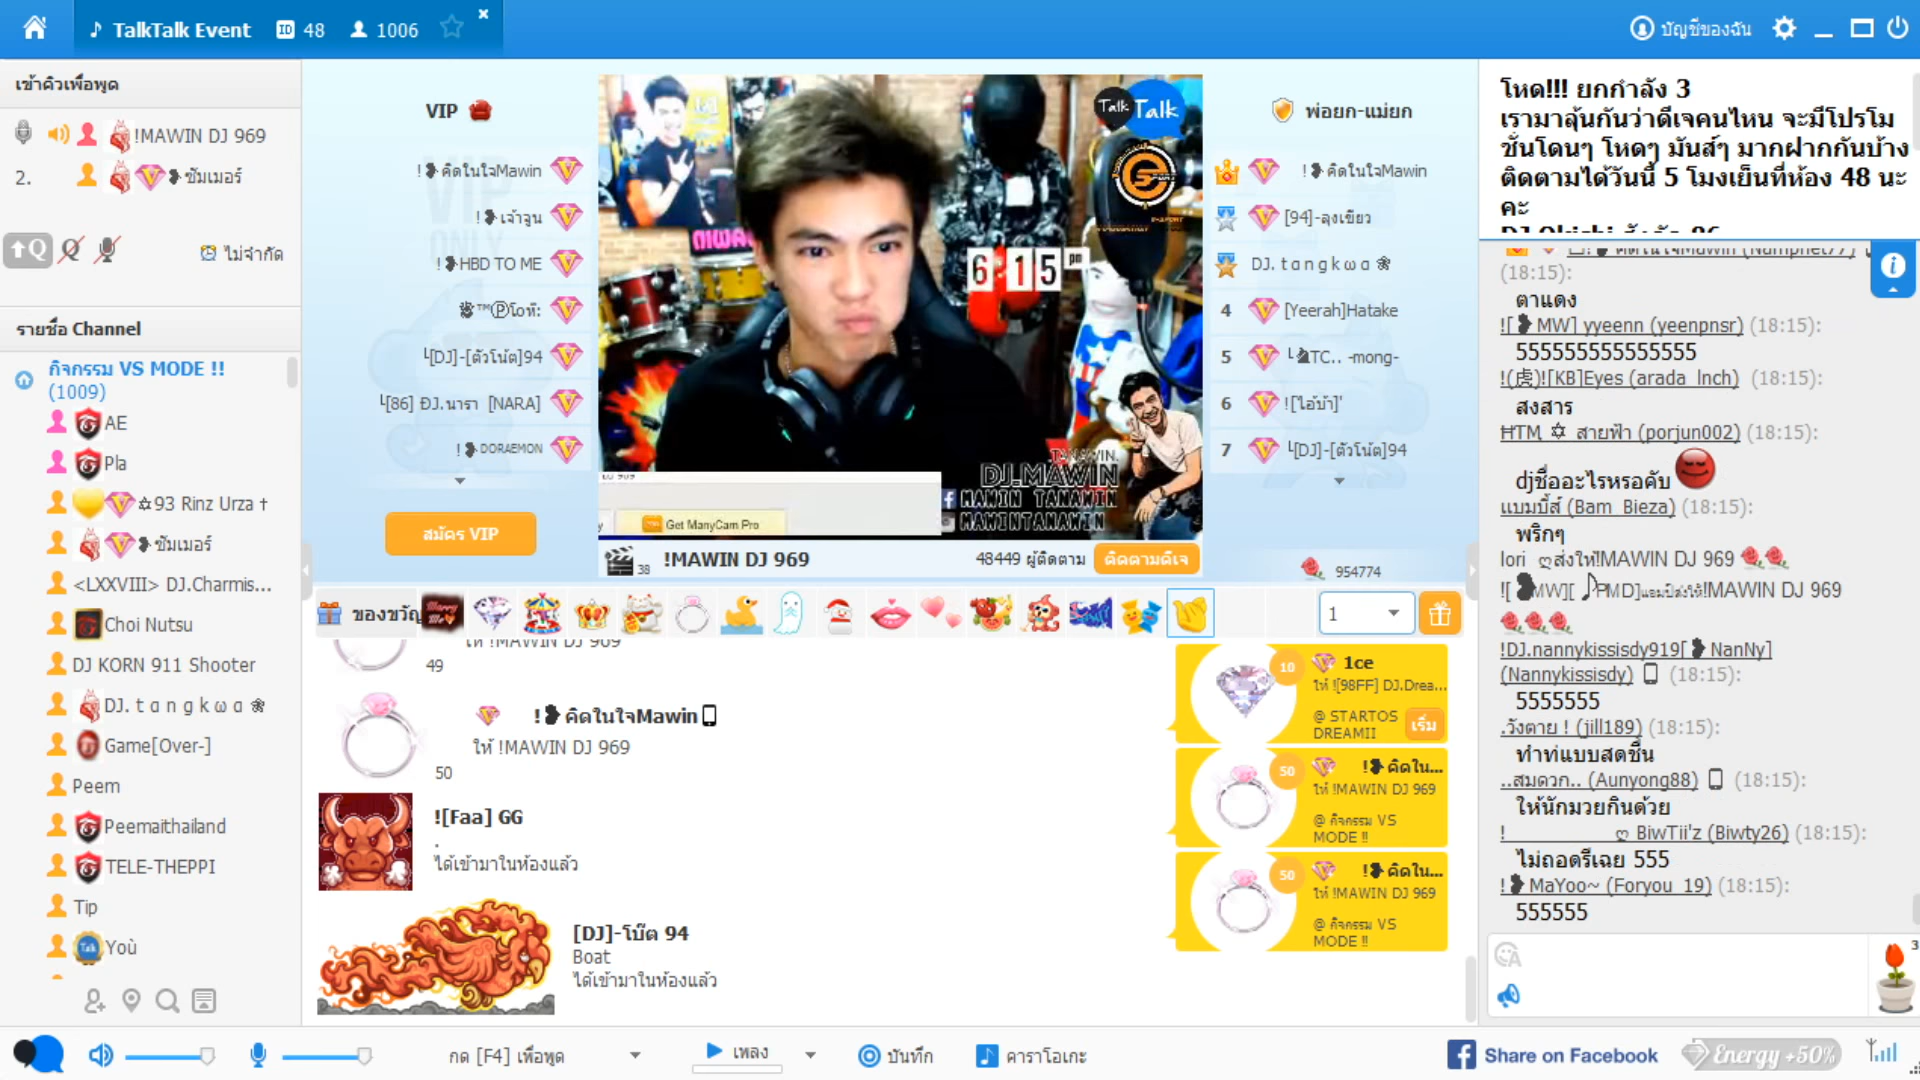 TalkTalk Event
48
1006
บัญชีของฉัน
เข้าคิวเพื่อพูด
!MAWIN DJ 969
2.
ซัมเมอร์
Q
ไม่จำกัด
รายชื่อ Channel
กิจกรรม VS MODE !!
(1009)
AE
Pla
93 Rinz Urza †
ซัมเมอร์
<LXXVIII> DJ.Charmis...
Choi Nutsu
DJ KORN 911 Shooter
DJ. t a n g k ω a ❀
Game[Over-]
Peem
Peemaithailand
TELE-THEPPI
Tip
Yoù
VIP
! คิดในใจMawin
! เจ้าจูน
! HBD TO ME
™Ⓟโอที:
└[DJ]-[ตัวโน้ต]94
└[86] ĐJ.นารา [NARA]
! DORAEMON
สมัคร VIP
Talk Talk
6 15 pm
TANAWIN.
DJ.MAWIN
MAWIN TANAWIN
MAWINTANAWIN
Get ManyCam Pro
38
!MAWIN DJ 969
48449 ผู้ติดตาม
ติดตามดีเจ
พ่อยก-แม่ยก
! คิดในใจMawin
[94]-ลุงเขียว
DJ. t a n g k ω a ❀
4 [Yeerah]Hatake
5 └ TC.. -mong-
6 !['ไอ้บ้า]'
7 └[DJ]-[ตัวโน้ต]94
954774
ของขวัญ
1
ให้ !MAWIN DJ 969
49
! คิดในใจMawin
ให้ !MAWIN DJ 969
50
![Faa] GG
.
ได้เข้ามาในห้องแล้ว
[DJ]-โบ๊ต 94
Boat
ได้เข้ามาในห้องแล้ว
10
1ce
ให้ ![98FF] DJ.Drea...
@ STARTOS
DREAMII
เริ่ม
50
! คิดใน...
ให้ !MAWIN DJ 969
@ กิจกรรม VS
MODE !!
50
! คิดใน...
ให้ !MAWIN DJ 969
@ กิจกรรม VS
MODE !!
โหด!!! ยกกำลัง 3
เรามาลุ้นกันว่าดีเจคนไหน จะมีโปรโม
ชั่นโดนๆ โหดๆ มันส์ๆ มากฝากกันบ้าง
ติดตามได้วันนี้ 5 โมงเย็นที่ห้อง 48 นะ
คะ
(18:15):
ตาแดง
![ MW] yyeenn (yeenpnsr) (18:15):
555555555555555
!(虎)![KB]Eyes (arada_lnch) (18:15):
สงสาร
ĦTM ✡ สายฟ้า (porjun002) (18:15):
djชื่ออะไรหรอคับ
แบมบี้ส์ (Bam_Bieza) (18:15):
พริกๆ
lori ღส่งให้!MAWIN DJ 969
!MAWIN DJ 969
!DJ.nannykissisdy919[ NanNy]
(Nannykissisdy) (18:15):
5555555
.วังตาย ! (jill189) (18:15):
ทำท่แบบสดชื่น
..สมดวก.. (Aunyong88) (18:15):
ให้นักมวยกินด้วย
!__________ღ BiwTii'z (Biwty26) (18:15):
ไม่ถอดรีเฉย 555
! MaYoo~ (Foryou_19) (18:15):
555555
3
กด [F4] เพื่อพูด
เพลง
บันทึก
คาราโอเกะ
Share on Facebook
Energy +50%